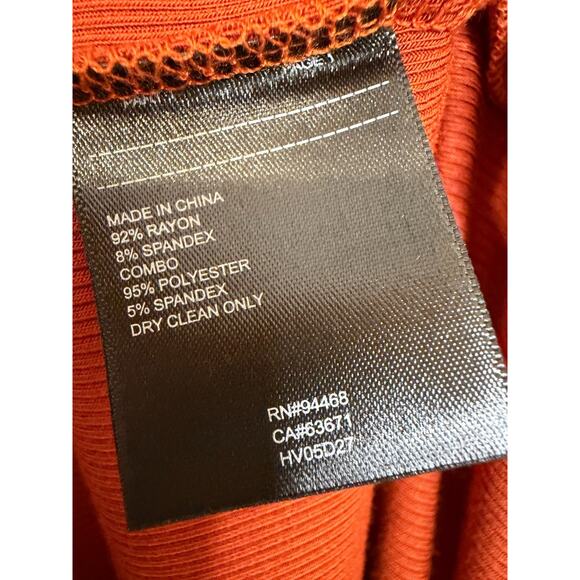 MADE IN CHINA
92% RAYON
8% SPANDEX
COMBO
95% POLYESTER
5% SPANDEX
DRY CLEAN ONLY
RN#94468
CA#63671
HV05D27